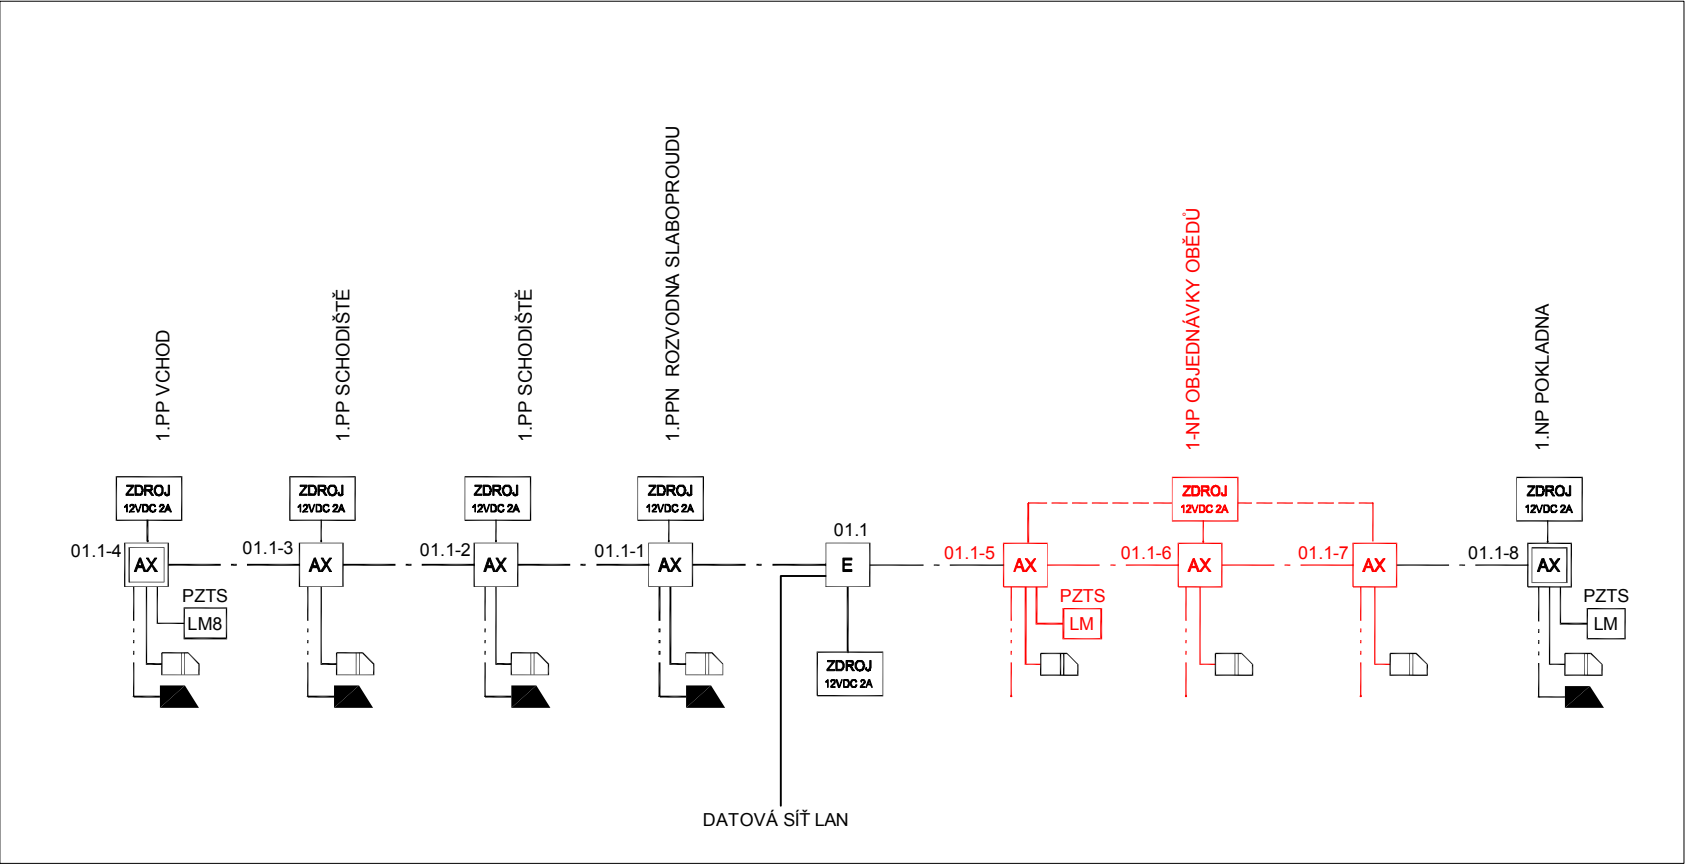 1.PP VCHOD
1.PP SCHODIŠTĚ
1.PP SCHODIŠTĚ
1.PPN ROZVODNA SLABOPROUDU
1-NP OBJEDNÁVKY OBĚDŮ
1.NP POKLADNA
ZDROJ
12VDC 2A
ZDROJ
12VDC 2A
ZDROJ
12VDC 2A
ZDROJ
12VDC 2A
ZDROJ
12VDC 2A
ZDROJ
12VDC 2A
01.1-4
AX
01.1-3
AX
01.1-2
AX
01.1-1
AX
01.1
E
01.1-5
AX
01.1-6
AX
01.1-7
AX
01.1-8
AX
PZTS
LM8
PZTS
LM
PZTS
LM
ZDROJ
12VDC 2A
DATOVÁ SÍŤ LAN